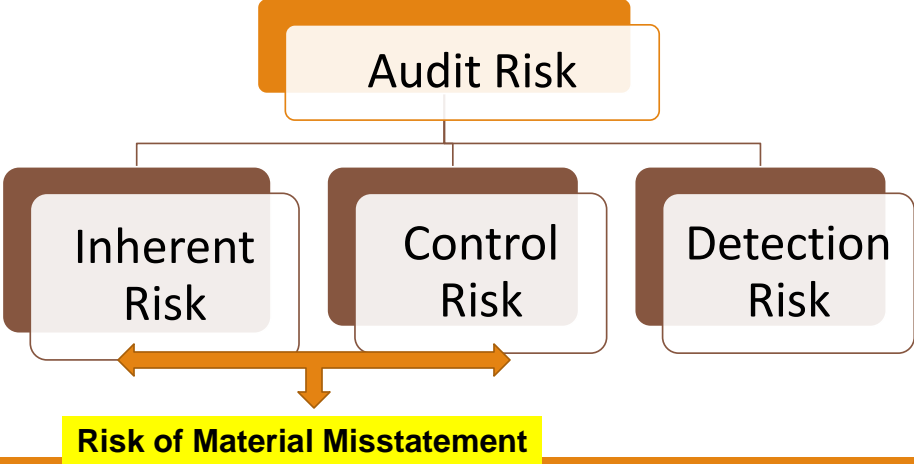 Audit Risk
Inherent
Risk
Control
Risk
Detection
Risk
Risk of Material Misstatement